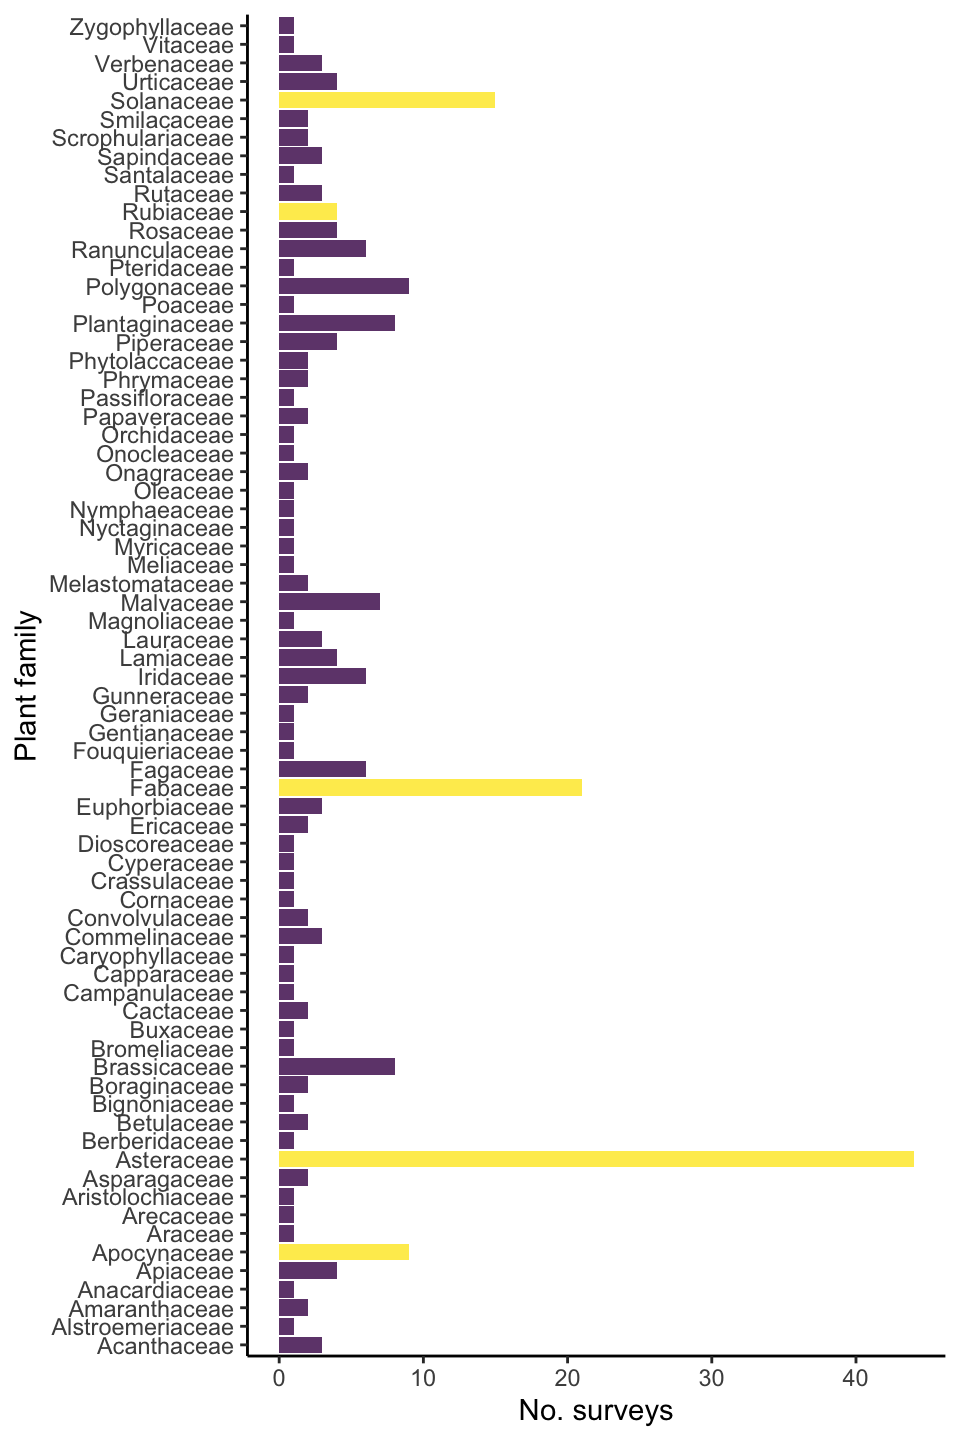 Zygophyllaceae
Vitaceae
Verbenaceae
Urticaceae
Solanaceae
Smilacaceae
Scrophulariaceae
Sapindaceae
Santalaceae
Rutaceae
Rubiaceae
Rosaceae
Ranunculaceae
Pteridaceae
Polygonaceae
Poaceae
Plantaginaceae
Piperaceae
Phytolaccaceae
Phrymaceae
Passifloraceae
Papaveraceae
Orchidaceae
Onocleaceae
Onagraceae
Oleaceae
Nymphaeaceae
Nyctaginaceae
Myricaceae
Meliaceae
Melastomataceae
Malvaceae
Magnoliaceae
Lauraceae
Lamiaceae
Iridaceae
Gunneraceae
Geraniaceae
Gentianaceae
Fouquieriaceae
Fagaceae
Fabaceae
Euphorbiaceae
Ericaceae
Dioscoreaceae
Cyperaceae
Crassulaceae
Cornaceae
Convolvulaceae
Commelinaceae
Caryophyllaceae
Capparaceae
Campanulaceae
Cactaceae
Buxaceae
Bromeliaceae
Brassicaceae
Boraginaceae
Bignoniaceae
Betulaceae
Berberidaceae
Asteraceae
Asparagaceae
Aristolochiaceae
Arecaceae
Araceae
Apocynaceae
Apiaceae
Anacardiaceae
Amaranthaceae
Alstroemeriaceae
Acanthaceae
Plant family
0 10 20 30 40
No. surveys